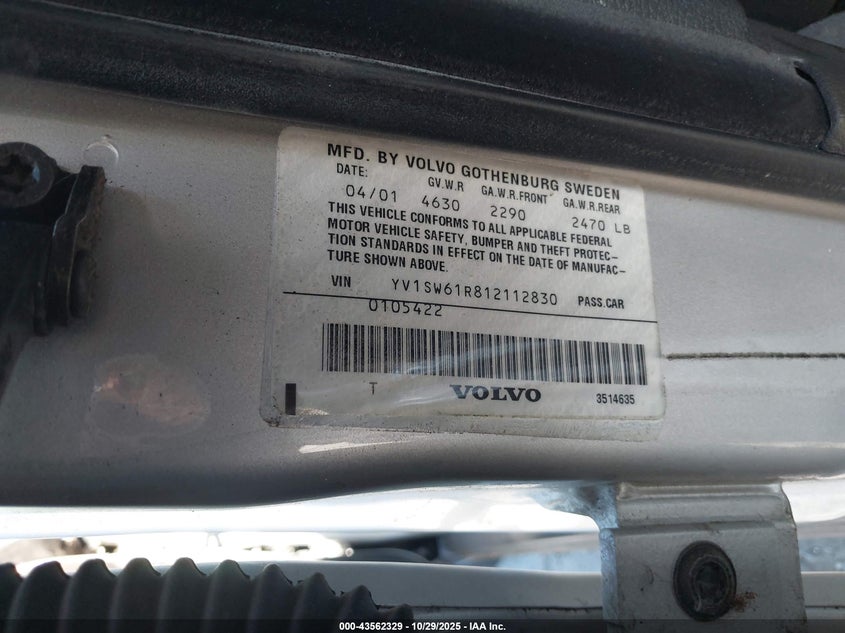 MFD. BY VOLVO GOTHENBURG SWEDEN
DATE: GV.W.R GA.W.R.FRONT GA.W.R.REAR
04/01 4630 2290 2470 LB
THIS VEHICLE CONFORMS TO ALL APPLICABLE FEDERAL
MOTOR VEHICLE SAFETY, BUMPER AND THEFT PROTEC-
TION STANDARDS IN EFFECT ON THE DATE OF MANUFAC-
TURE SHOWN ABOVE.
VIN YV1SW61R812112830 PASS.CAR
0105422
T VOLVO 3514635
000-43562329 - 10/29/2025 - IAA Inc.